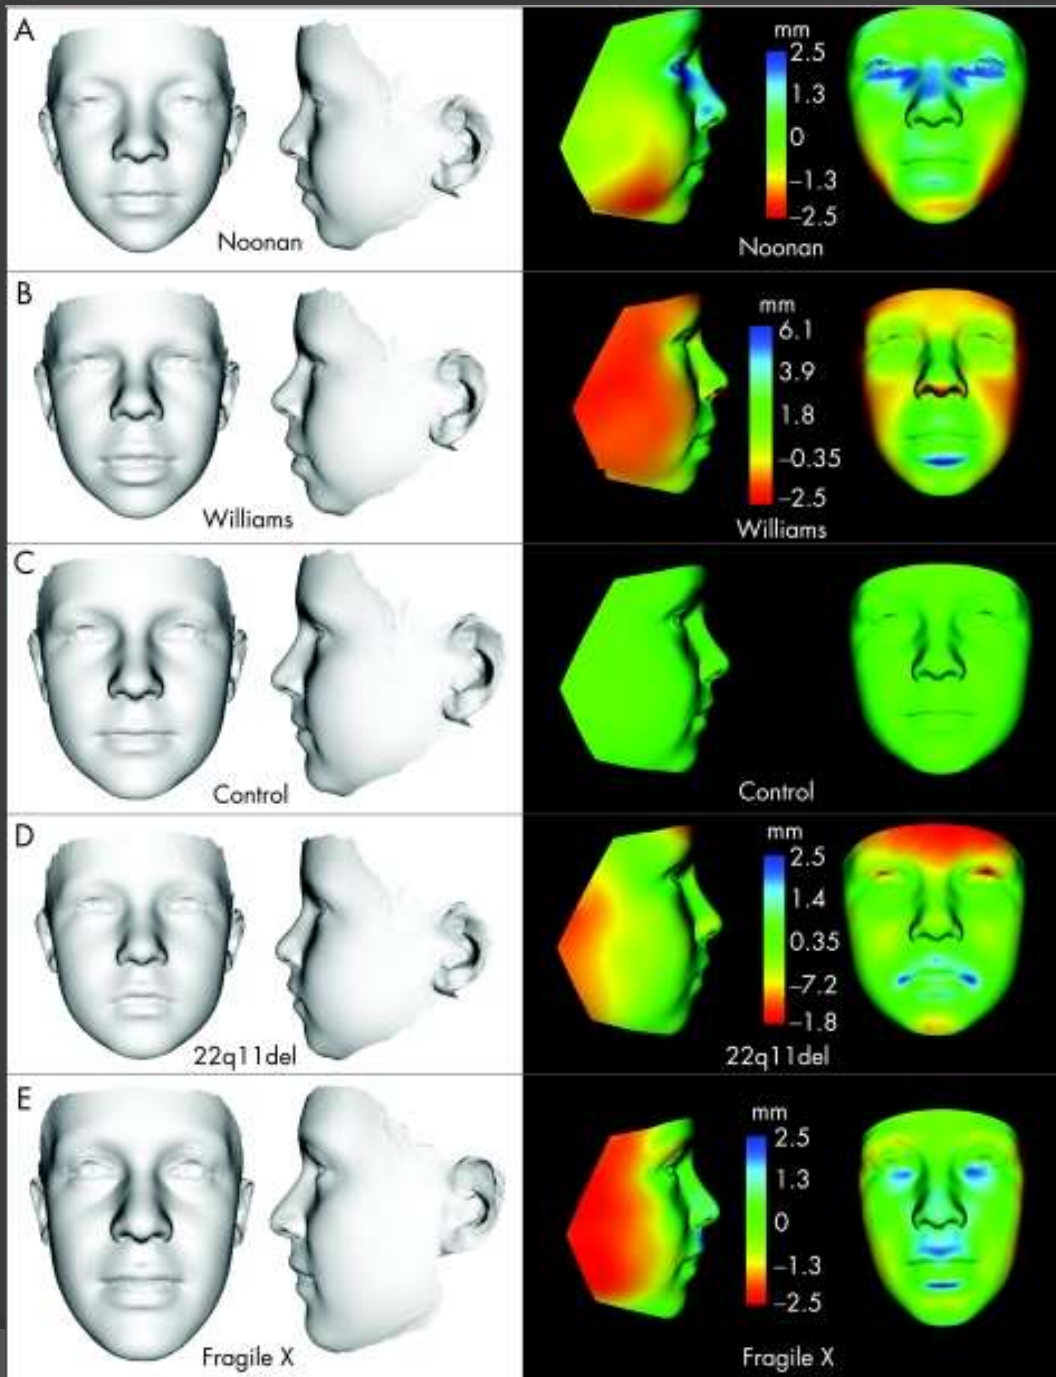 A
Noonan
mm
2.5
1.3
0
–1.3
–2.5
Noonan
B
Williams
mm
6.1
3.9
1.8
–0.35
–2.5
Williams
C
Control
Control
D
22q11del
mm
2.5
1.4
0.35
–7.2
–1.8
22q11del
E
Fragile X
mm
2.5
1.3
0
–1.3
–2.5
Fragile X